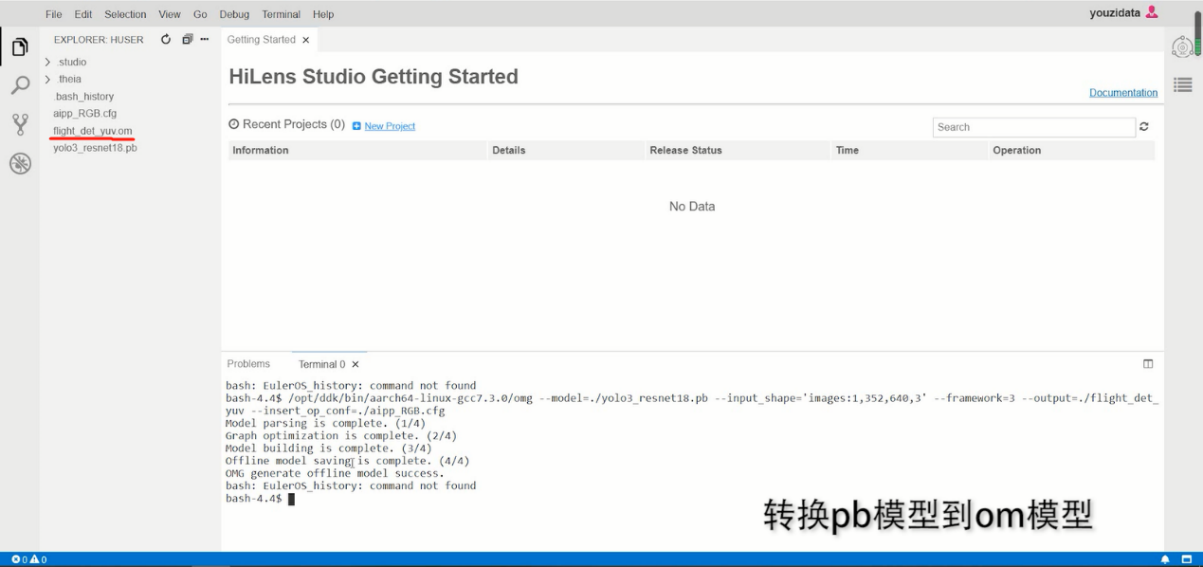 File Edit Selection View Go Debug Terminal Help
youzidata
EXPLORER: HUSER
Getting Started
.studio
.theia
.bash_history
aipp_RGB.cfg
flight_det_yuv.om
yolo3_resnet18.pb
HiLens Studio Getting Started
Documentation
Recent Projects (0) New Project
Search
Information Details Release Status Time Operation
No Data
Problems Terminal 0
bash: EulerOS_history: command not found
bash-4.4$ /opt/ddk/bin/aarch64-linux-gcc7.3.0/omg --model=./yolo3_resnet18.pb --input_shape='images:1,352,640,3' --framework=3 --output=./flight_det_
yuv --insert_op_conf=./aipp_RGB.cfg
Model parsing is complete. (1/4)
Graph optimization is complete. (2/4)
Model building is complete. (3/4)
Offline model saving is complete. (4/4)
OMG generate offline model success.
bash: EulerOS_history: command not found
bash-4.4$
转换pb模型到om模型
0 0